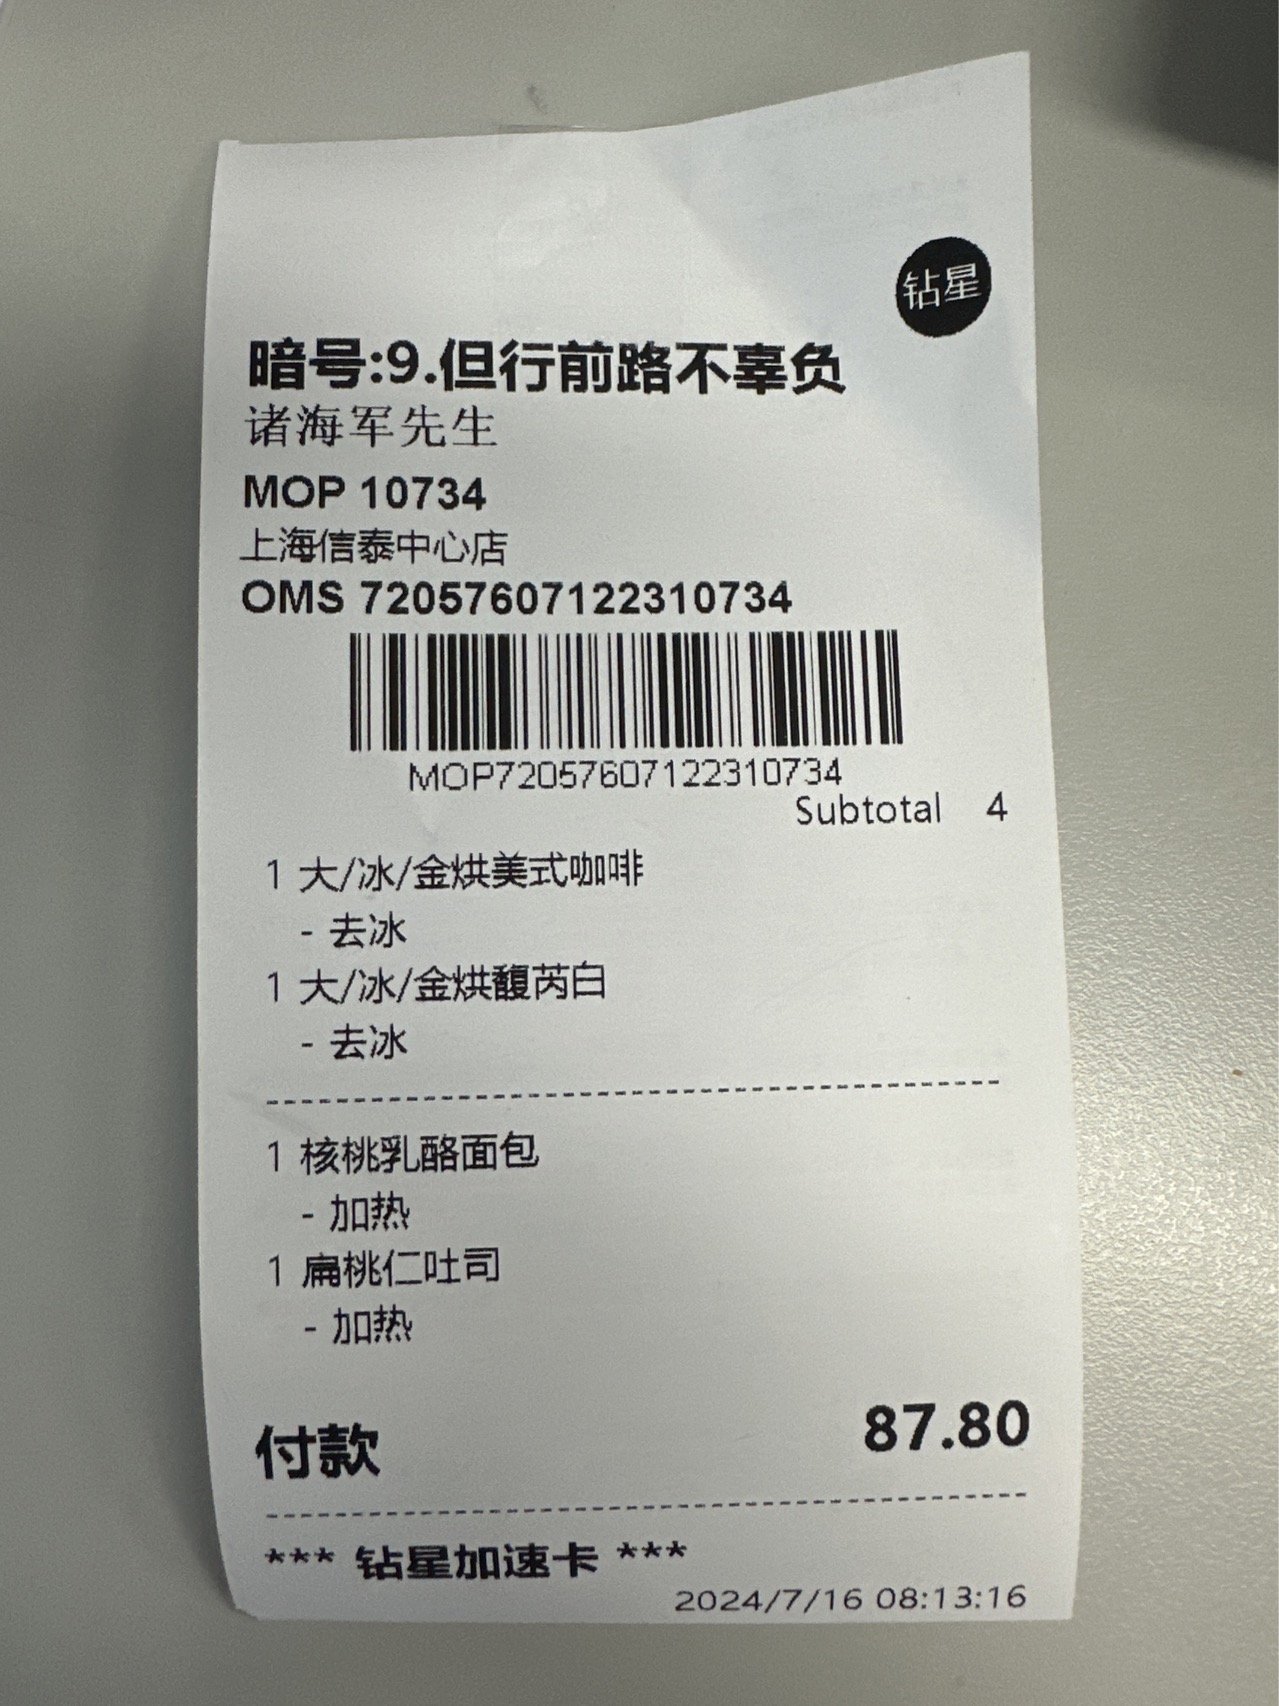 钻星
暗号:9.但行前路不辜负
诸海军先生
MOP 10734
上海信泰中心店
OMS 72057607122310734
MOP72057607122310734
Subtotal 4
1 大/冰/金烘美式咖啡
- 去冰
1 大/冰/金烘馥芮白
- 去冰
1 核桃乳酪面包
- 加热
1 扁桃仁吐司
- 加热
付款 87.80
*** 钻星加速卡 ***
2024/7/16 08:13:16